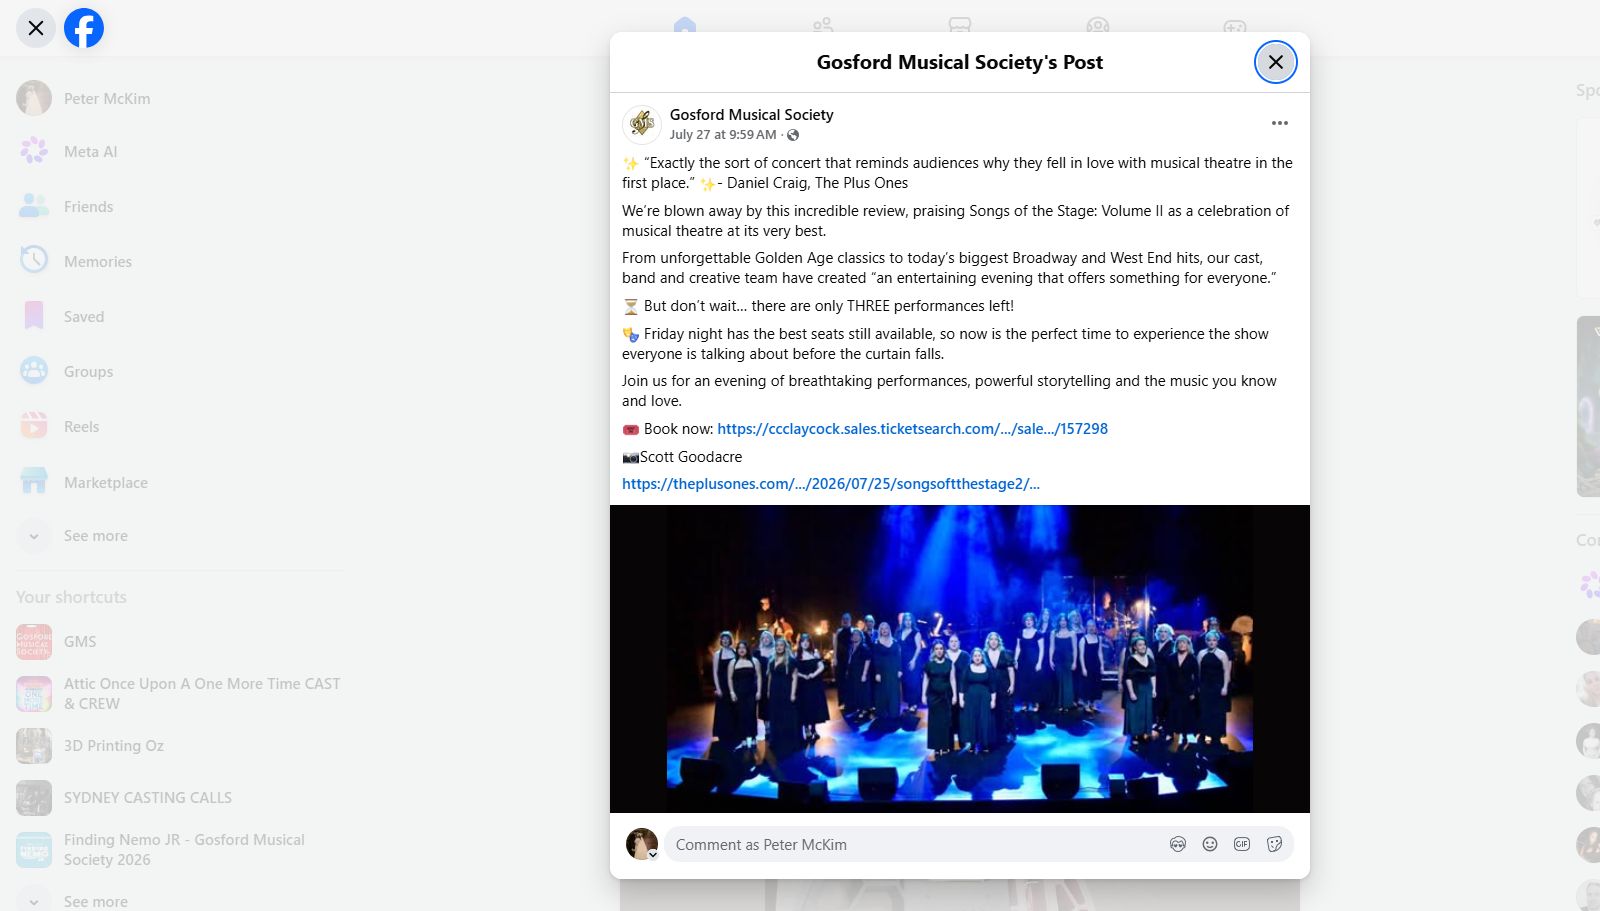 Gosford Musical Society's Post
Peter McKim
Meta AI
Friends
Memories
Saved
Groups
Reels
Marketplace
See more
Your shortcuts
GMS
Attic Once Upon A One More Time CAST
& CREW
3D Printing Oz
SYDNEY CASTING CALLS
Finding Nemo JR - Gosford Musical
Society 2026
See more
Gosford Musical Society
July 27 at 9:59 AM ·
✨ “Exactly the sort of concert that reminds audiences why they fell in love with musical theatre in the
first place.” ✨- Daniel Craig, The Plus Ones
We’re blown away by this incredible review, praising Songs of the Stage: Volume II as a celebration of
musical theatre at its very best.
From unforgettable Golden Age classics to today’s biggest Broadway and West End hits, our cast,
band and creative team have created “an entertaining evening that offers something for everyone.”
⏳ But don’t wait… there are only THREE performances left!
🎭 Friday night has the best seats still available, so now is the perfect time to experience the show
everyone is talking about before the curtain falls.
Join us for an evening of breathtaking performances, powerful storytelling and the music you know
and love.
🎟️ Book now: https://ccclaycock.sales.ticketsearch.com/.../sale.../157298
📷Scott Goodacre
https://theplusones.com/.../2026/07/25/songsoftthestage2/...
Comment as Peter McKim
GIF
Spo
Con